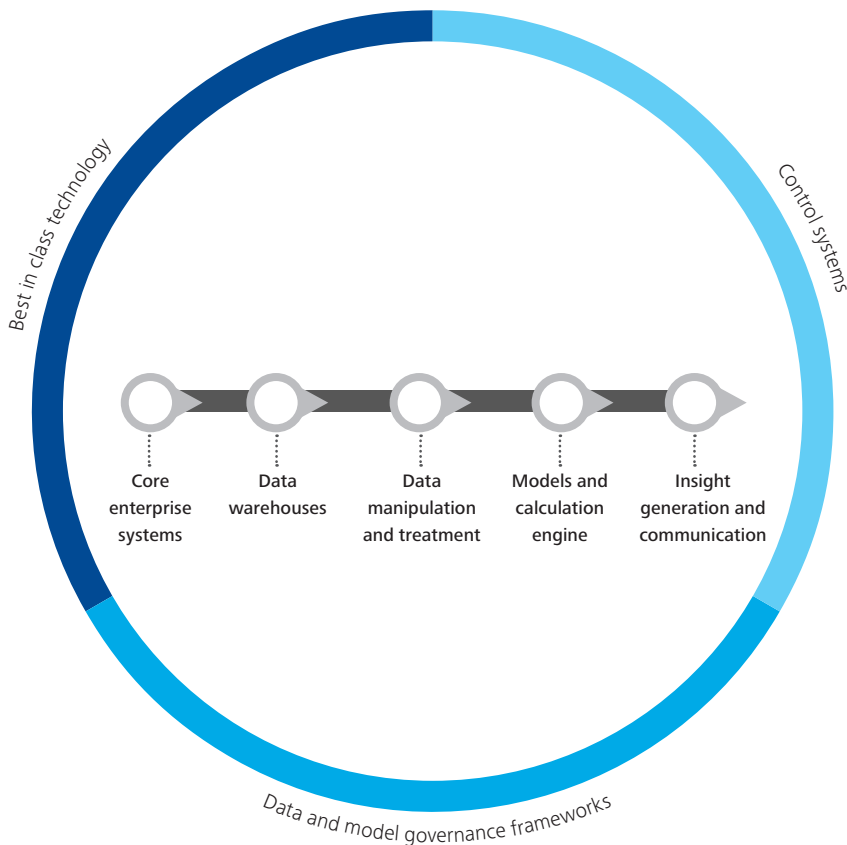 Best in class technology
Control systems
Core
enterprise
systems
Data
warehouses
Data
manipulation
and treatment
Models and
calculation
engine
Insight
generation and
communication
Data and model governance frameworks